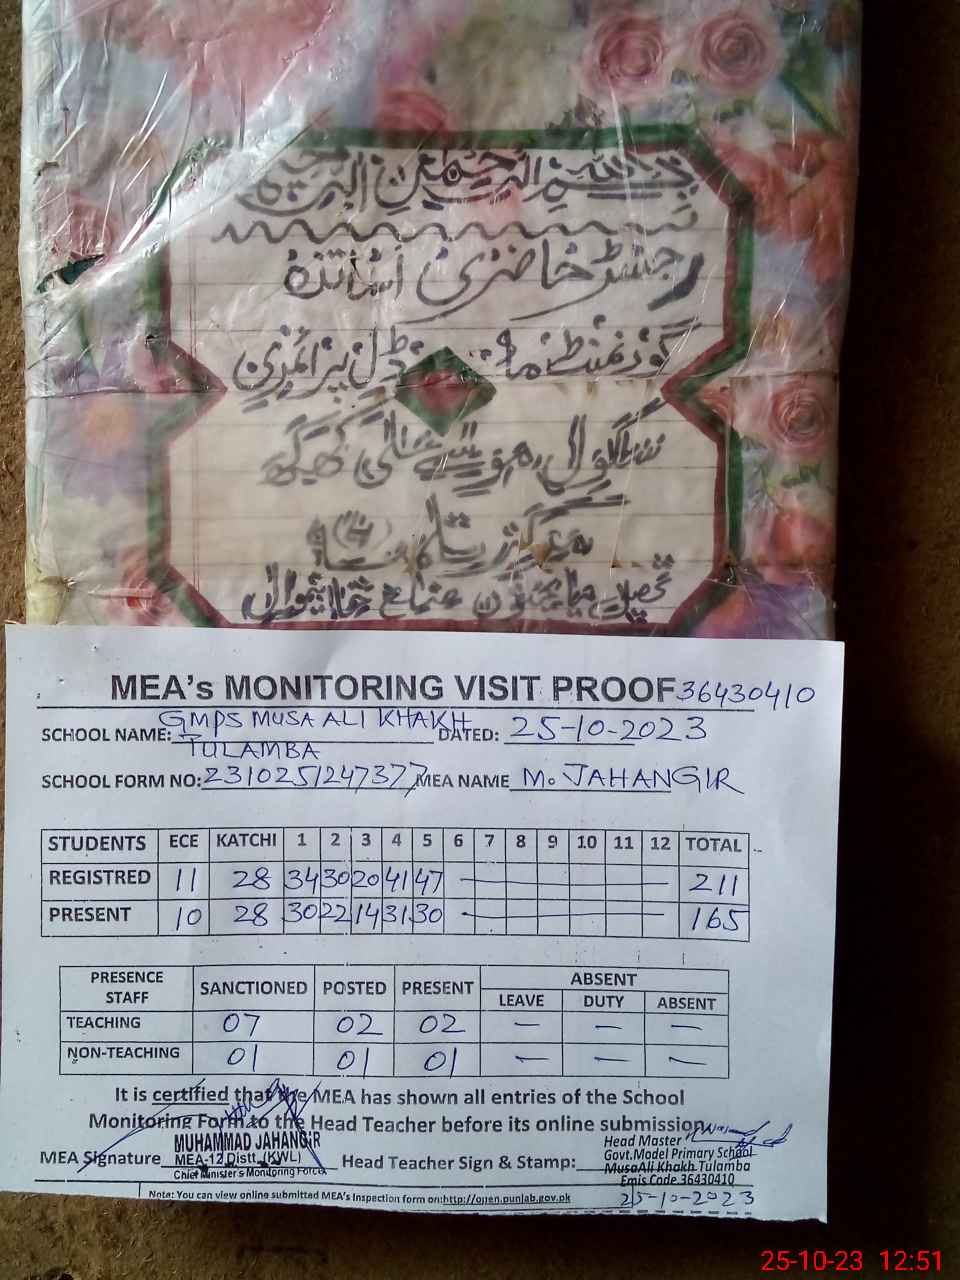 رجسٹر حاضری اساتذہ
گورنمنٹ ماڈل پرائمری
سکول موسیٰ علی کھکھ
مرکز تلمبہ
تحصیل میاں چنوں ضلع خانیوال
MEA's MONITORING VISIT PROOF 36430410
SCHOOL NAME: GMPS MUSA ALI KHAKH TULAMBA DATED: 25-10-2023
SCHOOL FORM NO: 2310251247377 MEA NAME M. JAHANGIR
STUDENTS ECE KATCHI 1 2 3 4 5 6 7 8 9 10 11 12 TOTAL
REGISTRED 11 28 34 30 20 41 47 — 211
PRESENT 10 28 30 22 14 31 30 — 165
PRESENCE STAFF SANCTIONED POSTED PRESENT ABSENT
LEAVE DUTY ABSENT
TEACHING 07 02 02 — — —
NON-TEACHING 01 01 01 — — —
It is certified that the MEA has shown all entries of the School
Monitoring Form to the Head Teacher before its online submission.
MEA Signature
MUHAMMAD JAHANGIR
MEA-12 Distt. (KWL)
Chief Minister's Monitoring Force
Head Teacher Sign & Stamp:
Head Master
Govt.Model Primary School
MusaAli Khakh Tulamba
Emis Code.36430410
25-10-2023
Note: You can view online submitted MEA's Inspection form on:http://open.punjab.gov.pk
25-10-23 12:51